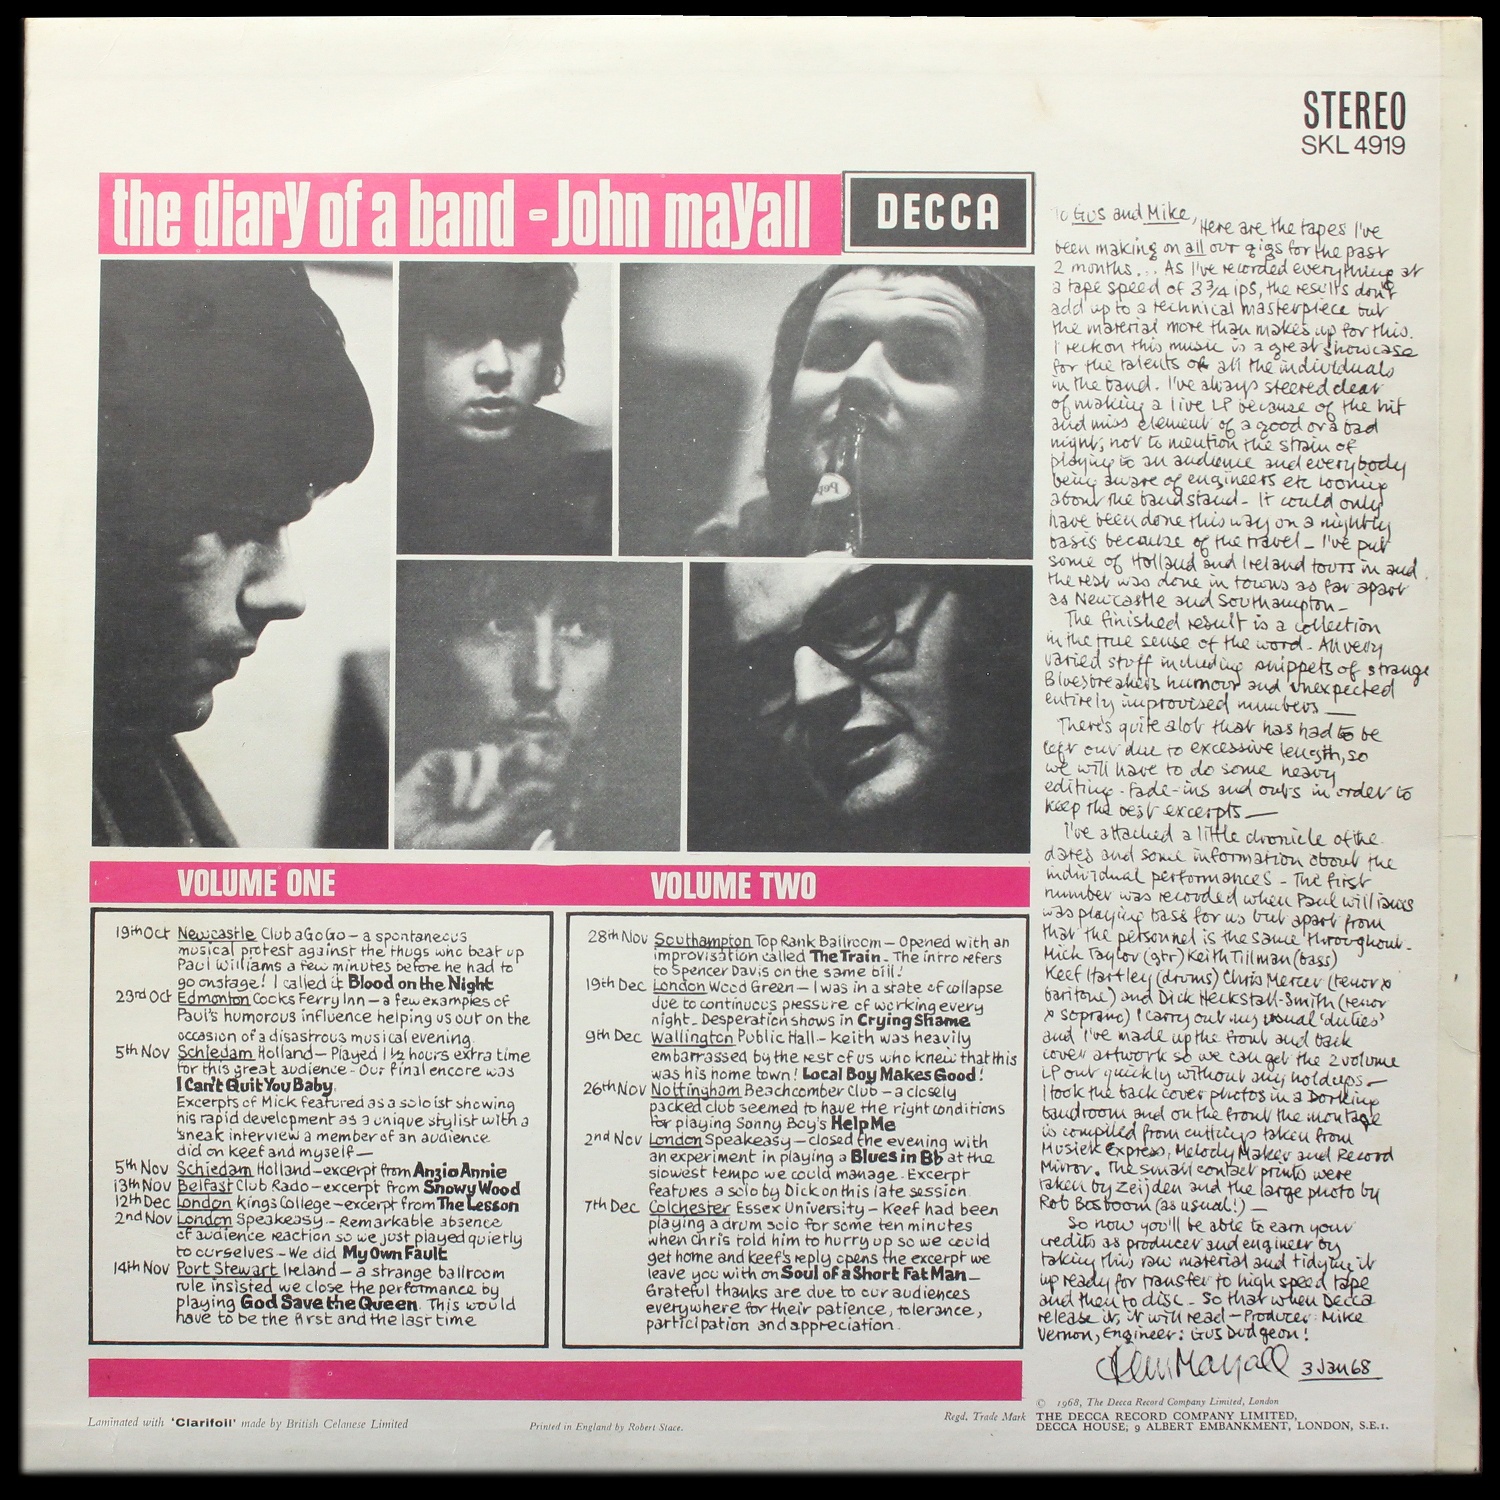 STEREO
SKL 4919
the diary of a band - John mayall
DECCA
To Gus and Mike,
Here are the tapes I've
been making on all our gigs for the past
2 months... As I've recorded everything at
a tape speed of 3¾ ips, the results don't
add up to a technical masterpiece but
the material more than makes up for this.
I reckon this music is a great showcase
for the talents of all the individuals
in the band. I've always steered clear
of making a live LP because of the hit
and miss element of a good or a bad
night, not to mention the strain of
playing to an audience and everybody
being aware of engineers etc looning
about the bandstand - It could only
have been done this way on a nightly
basis because of the travel - I've put
some of Holland and Ireland tours in and
the rest was done in towns as far apart
as Newcastle and Southampton -
The finished result is a collection
in the true sense of the word - All very
varied stuff including snippets of strange
Bluesbreakers humour and unexpected
entirely improvised numbers —
There's quite alot that has had to be
left out due to excessive length, so
we will have to do some heavy
editing - fade-ins and outs in order to
keep the best excerpts —
I've attached a little chronicle of the
dates and some information about the
individual performances - The first
number was recorded when Paul Williams
was playing bass for us but apart from
that the personnel is the same throughout -
Mick Taylor (gtr) Keith Tillman (bass)
Keef Hartley (drums) Chris Mercer (tenor x
baritone) and Dick Heckstall-Smith (tenor
x soprano) I carry out my usual 'duties'
and I've made up the front and back
cover artwork so we can get the 2 volume
LP out quickly without any holdups —
I took the back cover photos in a Dorking
bandroom and on the front the montage
is compiled from cuttings taken from
Musiek Express, Melody Maker and Record
Mirror. The small contact prints were
taken by Zeijden and the large photo by
Rob Bosboom (as usual!) —
So now you'll be able to earn your
credits as producer and engineer by
taking this raw material and tidying it
up ready for transfer to high speed tape
and then to disc - So that when Decca
release it, it will read - Producer: Mike
Vernon, Engineer: Gus Dudgeon!
John Mayall 3 Jan 68
Pepsi
VOLUME ONE
19th Oct Newcastle Club a Go Go - a spontaneous
musical protest against the thugs who beat up
Paul Williams a few minutes before he had to
go onstage! I called it Blood on the Night
23rd Oct Edmonton Cooks Ferry Inn - a few examples of
Paul's humorous influence helping us out on the
occasion of a disastrous musical evening.
5th Nov Schiedam Holland - Played 1½ hours extra time
for this great audience - Our final encore was
I Can't Quit You Baby.
Excerpts of Mick featured as a soloist showing
his rapid development as a unique stylist with a
'sneak interview a member of an audience
did on keef and myself —
5th Nov Schiedam Holland - excerpt from Anzio Annie
13th Nov Belfast Club Rado - excerpt from Snowy Wood
12th Dec London Kings College - excerpt from The Lesson
2nd Nov London Speakeasy - Remarkable absence
of audience reaction so we just played quietly
to ourselves - We did My Own Fault
14th Nov Port Stewart Ireland - a strange ballroom
rule insisted we close the performance by
playing God Save the Queen. This would
have to be the first and the last time
VOLUME TWO
28th Nov Southampton Top Rank Ballroom - Opened with an
improvisation called The Train - The intro refers
to Spencer Davis on the same bill!
19th Dec London Wood Green - I was in a state of collapse
due to continuous pressure of working every
night - Desperation shows in Crying Shame
9th Dec Wallington Public Hall - Keith was heavily
embarrassed by the rest of us who knew that this
was his home town! Local Boy Makes Good!
26th Nov Nottingham Beachcomber Club - a closely
packed club seemed to have the right conditions
for playing Sonny Boy's Help Me
2nd Nov London Speakeasy - closed the evening with
an experiment in playing a Blues in Bb at the
slowest tempo we could manage. Excerpt
features a solo by Dick on this late session.
7th Dec Colchester Essex University - Keef had been
playing a drum solo for some ten minutes
when Chris told him to hurry up so we could
get home and keef's reply opens the excerpt we
leave you with on Soul of a Short Fat Man —
Grateful thanks are due to our audiences
everywhere for their patience, tolerance,
participation and appreciation.
Laminated with 'Clarifoil' made by British Celanese Limited
Printed in England by Robert Stace.
Regd. Trade Mark
© 1968, The Decca Record Company Limited, London
THE DECCA RECORD COMPANY LIMITED,
DECCA HOUSE, 9 ALBERT EMBANKMENT, LONDON, S.E.1.